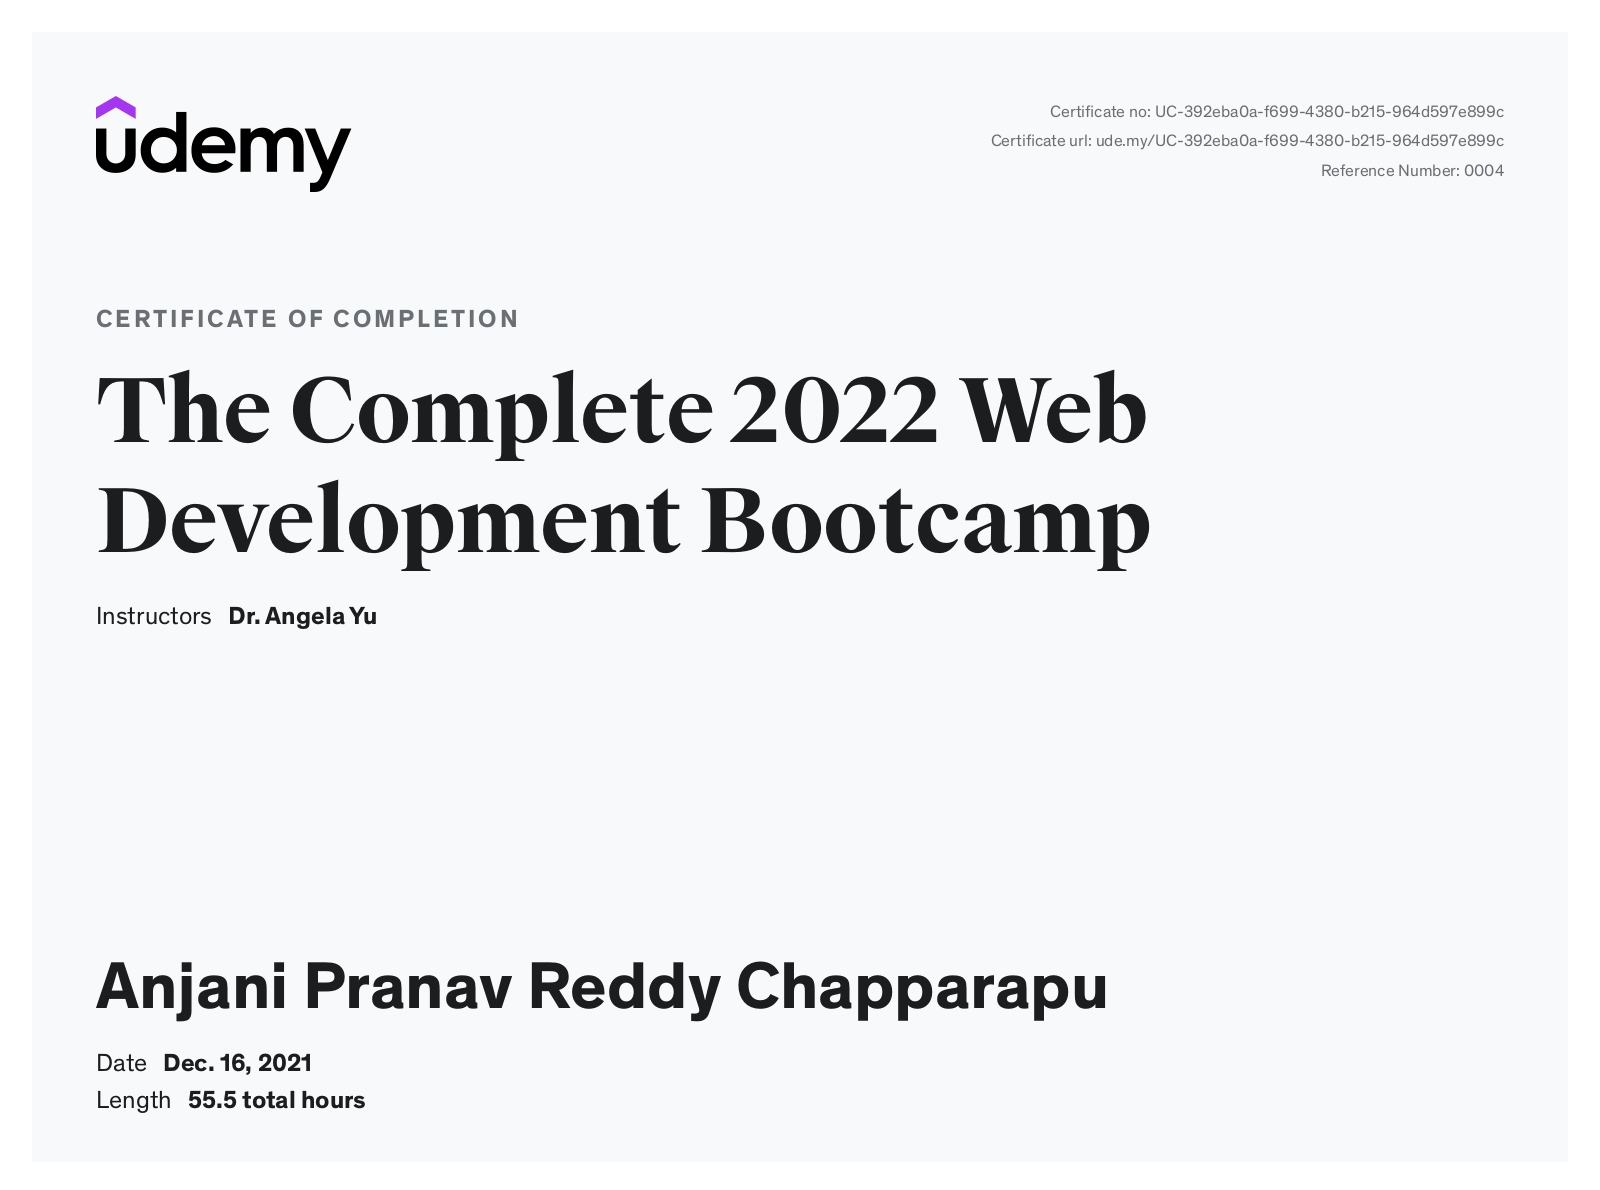 udemy
Certificate no: UC-392eba0a-f699-4380-b215-964d597e899c
Certificate url: ude.my/UC-392eba0a-f699-4380-b215-964d597e899c
Reference Number: 0004
CERTIFICATE OF COMPLETION
The Complete 2022 Web
Development Bootcamp
Instructors Dr. Angela Yu
Anjani Pranav Reddy Chapparapu
Date Dec. 16, 2021
Length 55.5 total hours